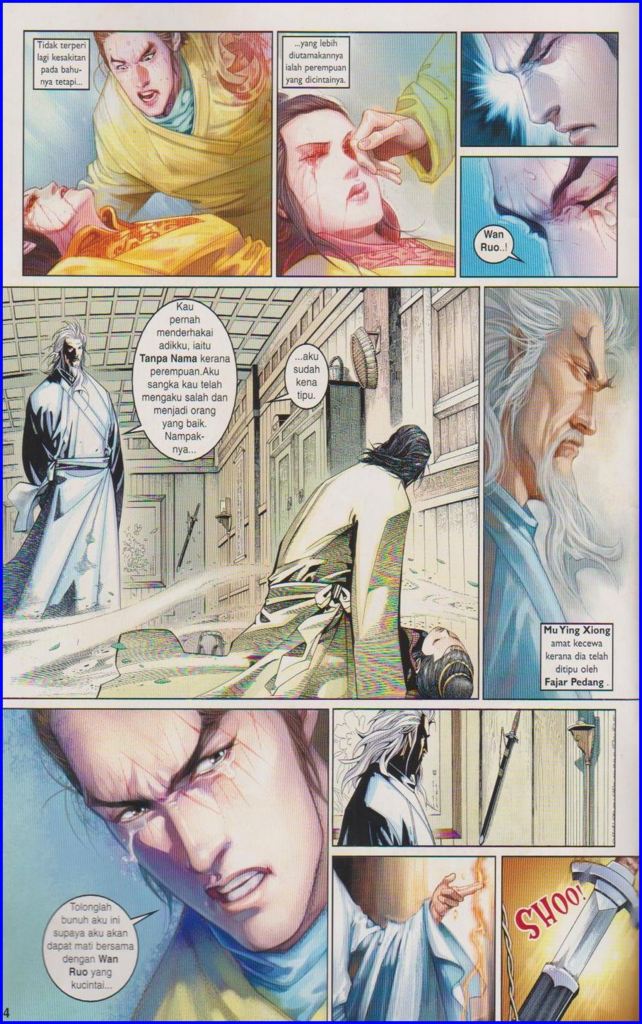 Tidak terperi
lagi kesakitan
pada bahu-
nya tetapi...
...yang lebih
diutamakannya
ialah perempuan
yang dicintainya.
Wan
Ruo..!
Kau
pernah
menderhakai
adikku, iaitu
Tanpa Nama kerana
perempuan.Aku
sangka kau telah
mengaku salah dan
menjadi orang
yang baik.
Nampak-
nya...
...aku
sudah
kena
tipu.
Mu Ying Xiong
amat kecewa
kerana dia telah
ditipu oleh
Fajar Pedang .
Tolonglah
bunuh aku ini
supaya aku akan
dapat mati bersama
dengan Wan
Ruo yang
kucintai...
SHOO!
4